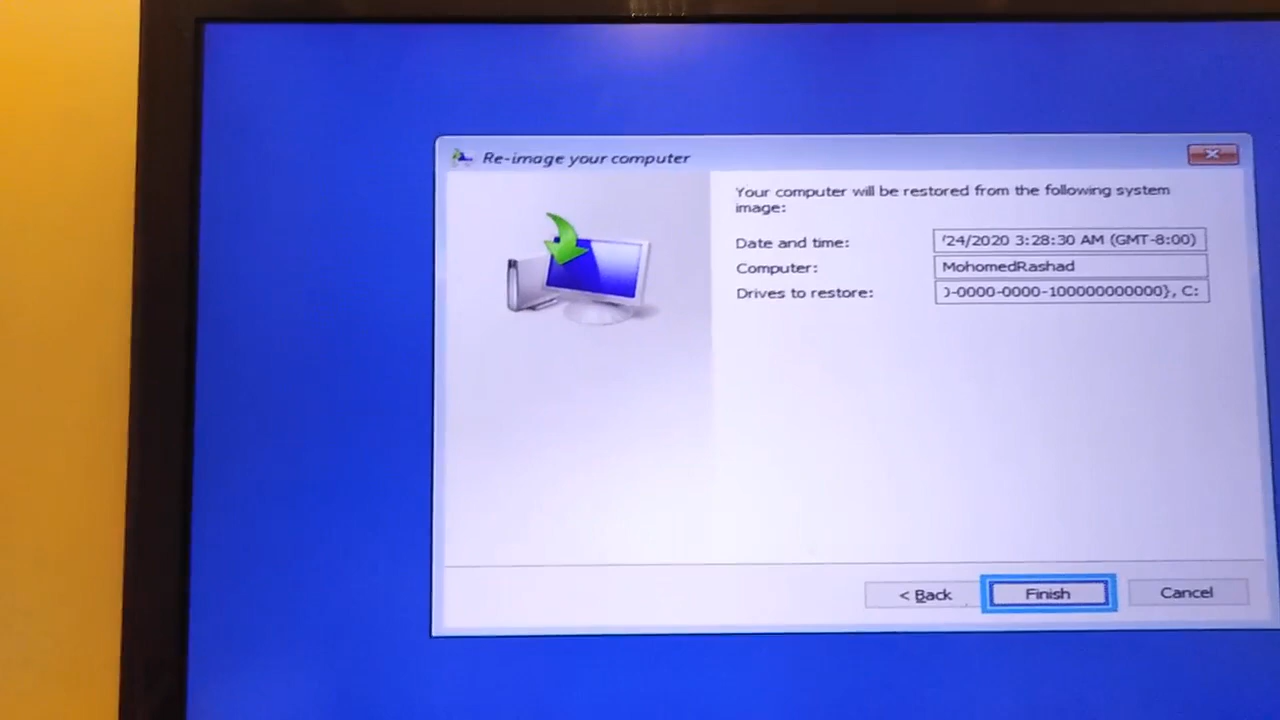 Re-image your computer
Your computer will be restored from the following system
image:
Date and time: /24/2020 3:28:30 AM (GMT-8:00)
Computer: MohomedRashad
Drives to restore: -0000-0000-100000000000}, C:
< Back Finish Cancel